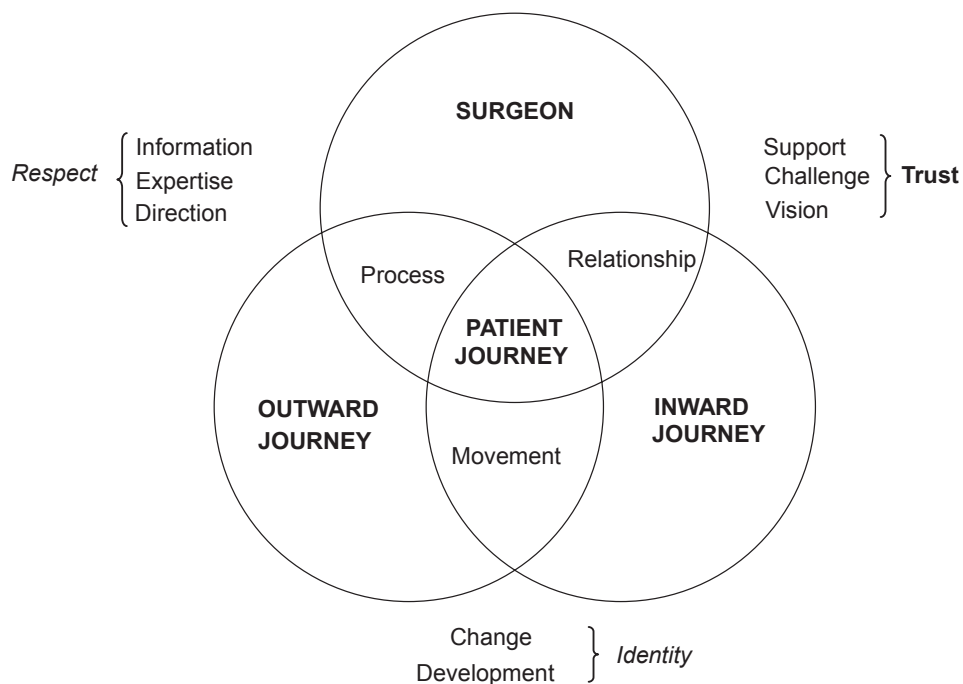 SURGEON
Respect
Information
Expertise
Direction
Support
Challenge
Vision
Trust
Process
Relationship
PATIENT
JOURNEY
OUTWARD
JOURNEY
INWARD
JOURNEY
Movement
Change
Development
Identity